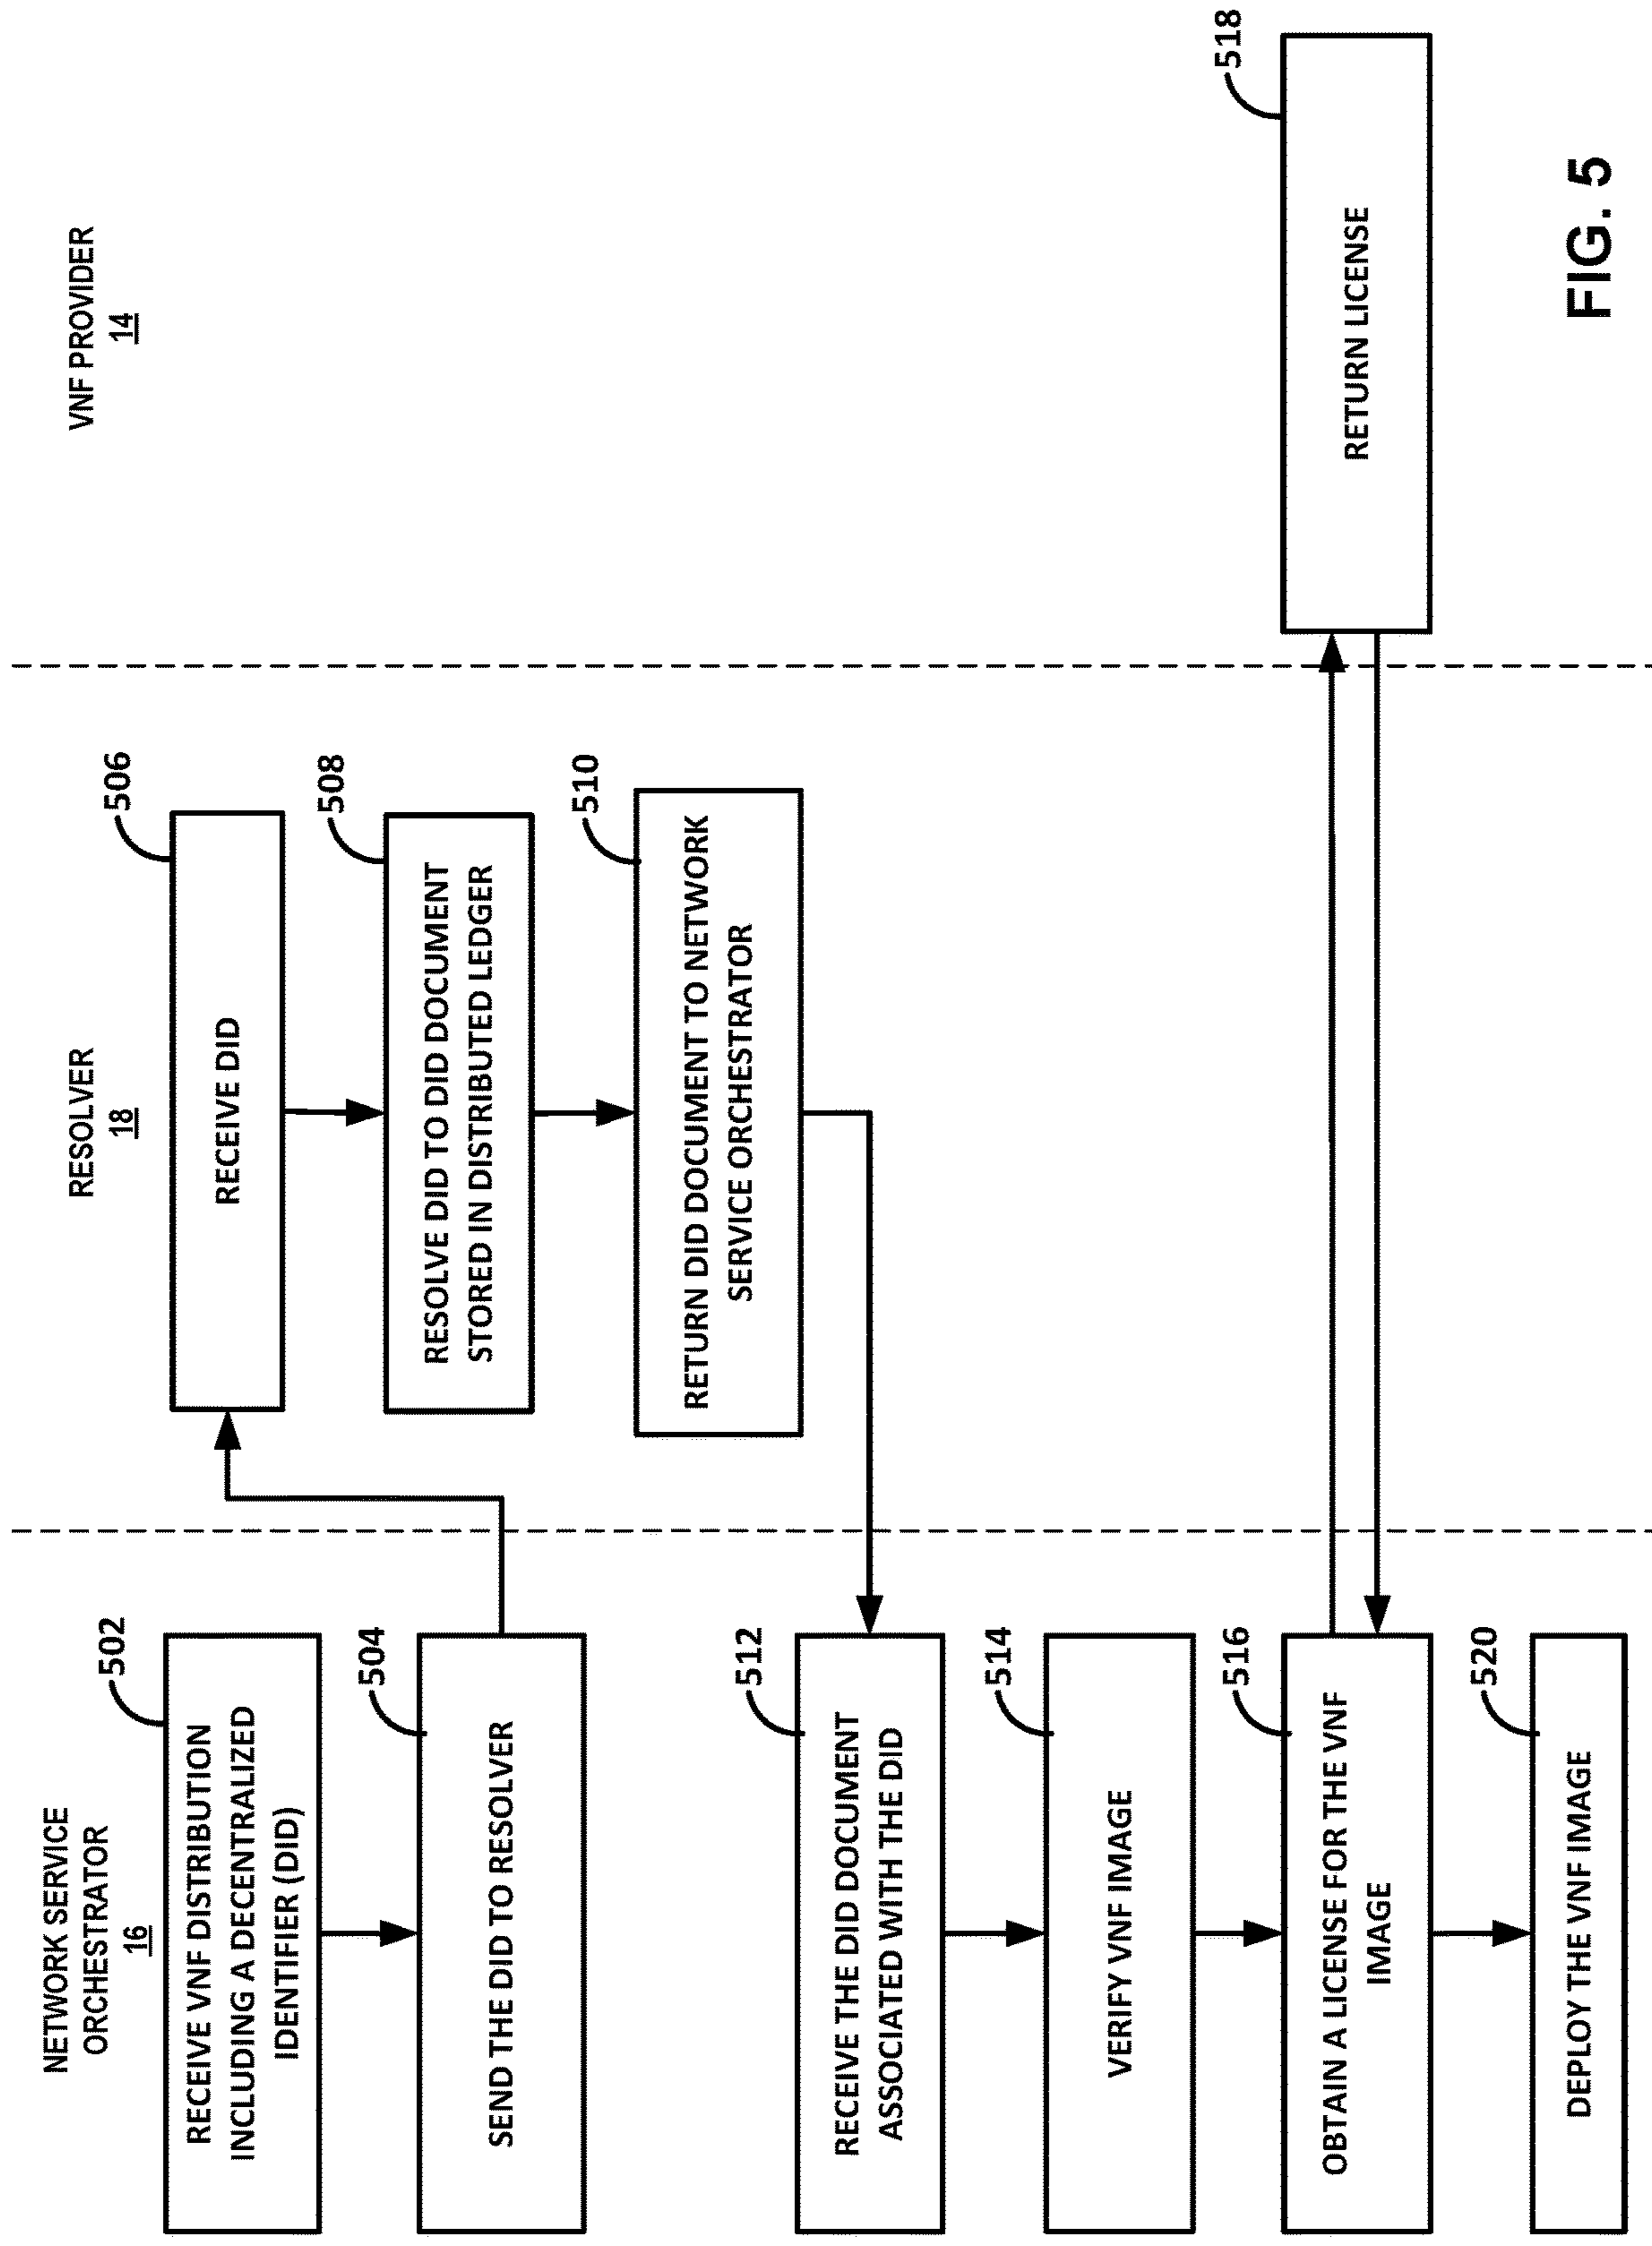 NETWORK SERVICE
ORCHESTRATOR
16
RESOLVER
18
VNF PROVIDER
14
502
RECEIVE VNF DISTRIBUTION
INCLUDING A DECENTRALIZED
IDENTIFIER (DID)
504
SEND THE DID TO RESOLVER
506
RECEIVE DID
508
RESOLVE DID TO DID DOCUMENT
STORED IN DISTRIBUTED LEDGER
510
RETURN DID DOCUMENT TO NETWORK
SERVICE ORCHESTRATOR
512
RECEIVE THE DID DOCUMENT
ASSOCIATED WITH THE DID
514
VERIFY VNF IMAGE
516
OBTAIN A LICENSE FOR THE VNF
IMAGE
518
RETURN LICENSE
520
DEPLOY THE VNF IMAGE
FIG. 5